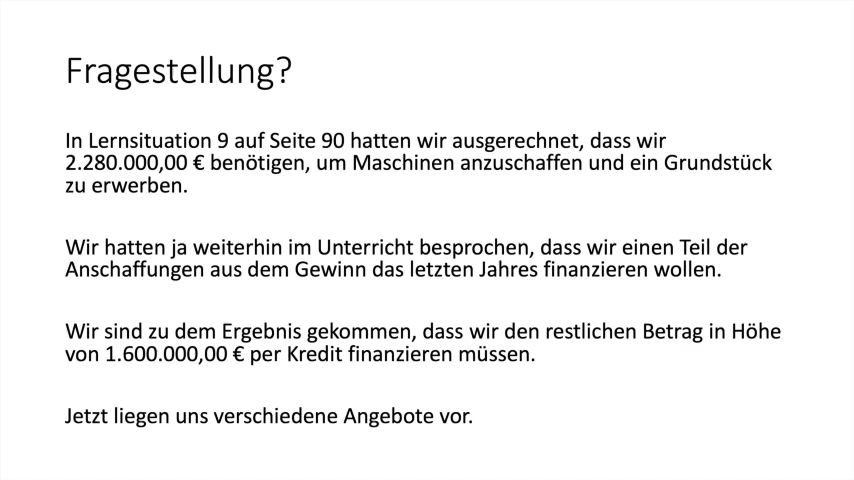 Fragestellung?
In Lernsituation 9 auf Seite 90 hatten wir ausgerechnet, dass wir
2.280.000,00 € benötigen, um Maschinen anzuschaffen und ein Grundstück
zu erwerben.
Wir hatten ja weiterhin im Unterricht besprochen, dass wir einen Teil der
Anschaffungen aus dem Gewinn das letzten Jahres finanzieren wollen.
Wir sind zu dem Ergebnis gekommen, dass wir den restlichen Betrag in Höhe
von 1.600.000,00 € per Kredit finanzieren müssen.
Jetzt liegen uns verschiedene Angebote vor.